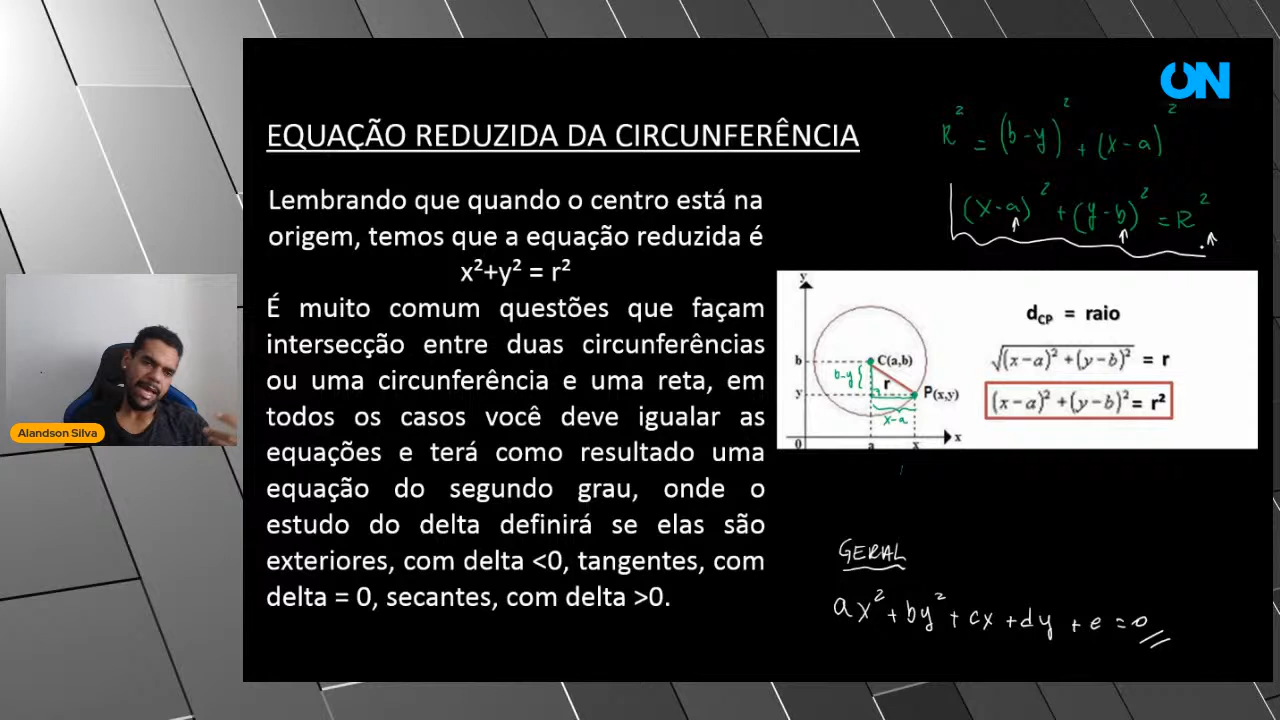 ON
EQUAÇÃO REDUZIDA DA CIRCUNFERÊNCIA
Lembrando que quando o centro está na
origem, temos que a equação reduzida é
x²+y² = r²
É muito comum questões que façam
intersecção entre duas circunferências
ou uma circunferência e uma reta, em
todos os casos você deve igualar as
equações e terá como resultado uma
equação do segundo grau, onde o
estudo do delta definirá se elas são
exteriores, com delta <0, tangentes, com
delta = 0, secantes, com delta >0.
R² = (b-y)² + (x-a)²
(x-a)² + (y-b)² = R²
y
b
C(a,b)
b-y
r
y
P(x,y)
x-a
0
a
x
x
dCP = raio
√(x-a)² + (y-b)² = r
(x-a)² + (y-b)² = r²
GERAL
ax² + by² + cx + dy + e = 0
Alandson Silva